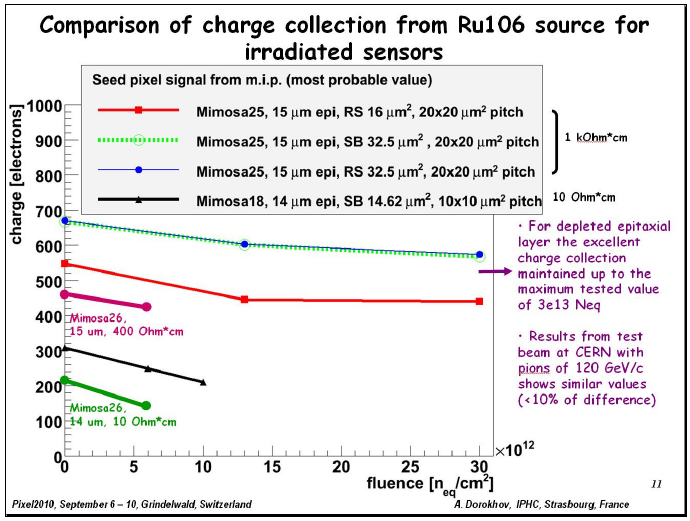 Comparison of charge collection from Ru106 source for
irradiated sensors
Seed pixel signal from m.i.p. (most probable value)
Mimosa25, 15 μm epi, RS 16 μm², 20x20 μm² pitch
Mimosa25, 15 μm epi, SB 32.5 μm² , 20x20 μm² pitch
Mimosa25, 15 μm epi, RS 32.5 μm², 20x20 μm² pitch
Mimosa18, 14 μm epi, SB 14.62 μm², 10x10 μm² pitch
1 kOhm*cm
10 Ohm*cm
charge [electrons]
1000
900
800
700
600
500
400
300
200
100
0
Mimosa26,
15 um, 400 Ohm*cm
Mimosa26,
14 um, 10 Ohm*cm
0 5 10 15 20 25 30
×10¹²
fluence [n_eq/cm²]
• For depleted epitaxial
layer the excellent
charge collection
maintained up to the
maximum tested value
of 3e13 Neq
• Results from test
beam at CERN with
pions of 120 GeV/c
shows similar values
(<10% of difference)
11
Pixel2010, September 6 – 10, Grindelwald, Switzerland
A. Dorokhov, IPHC, Strasbourg, France